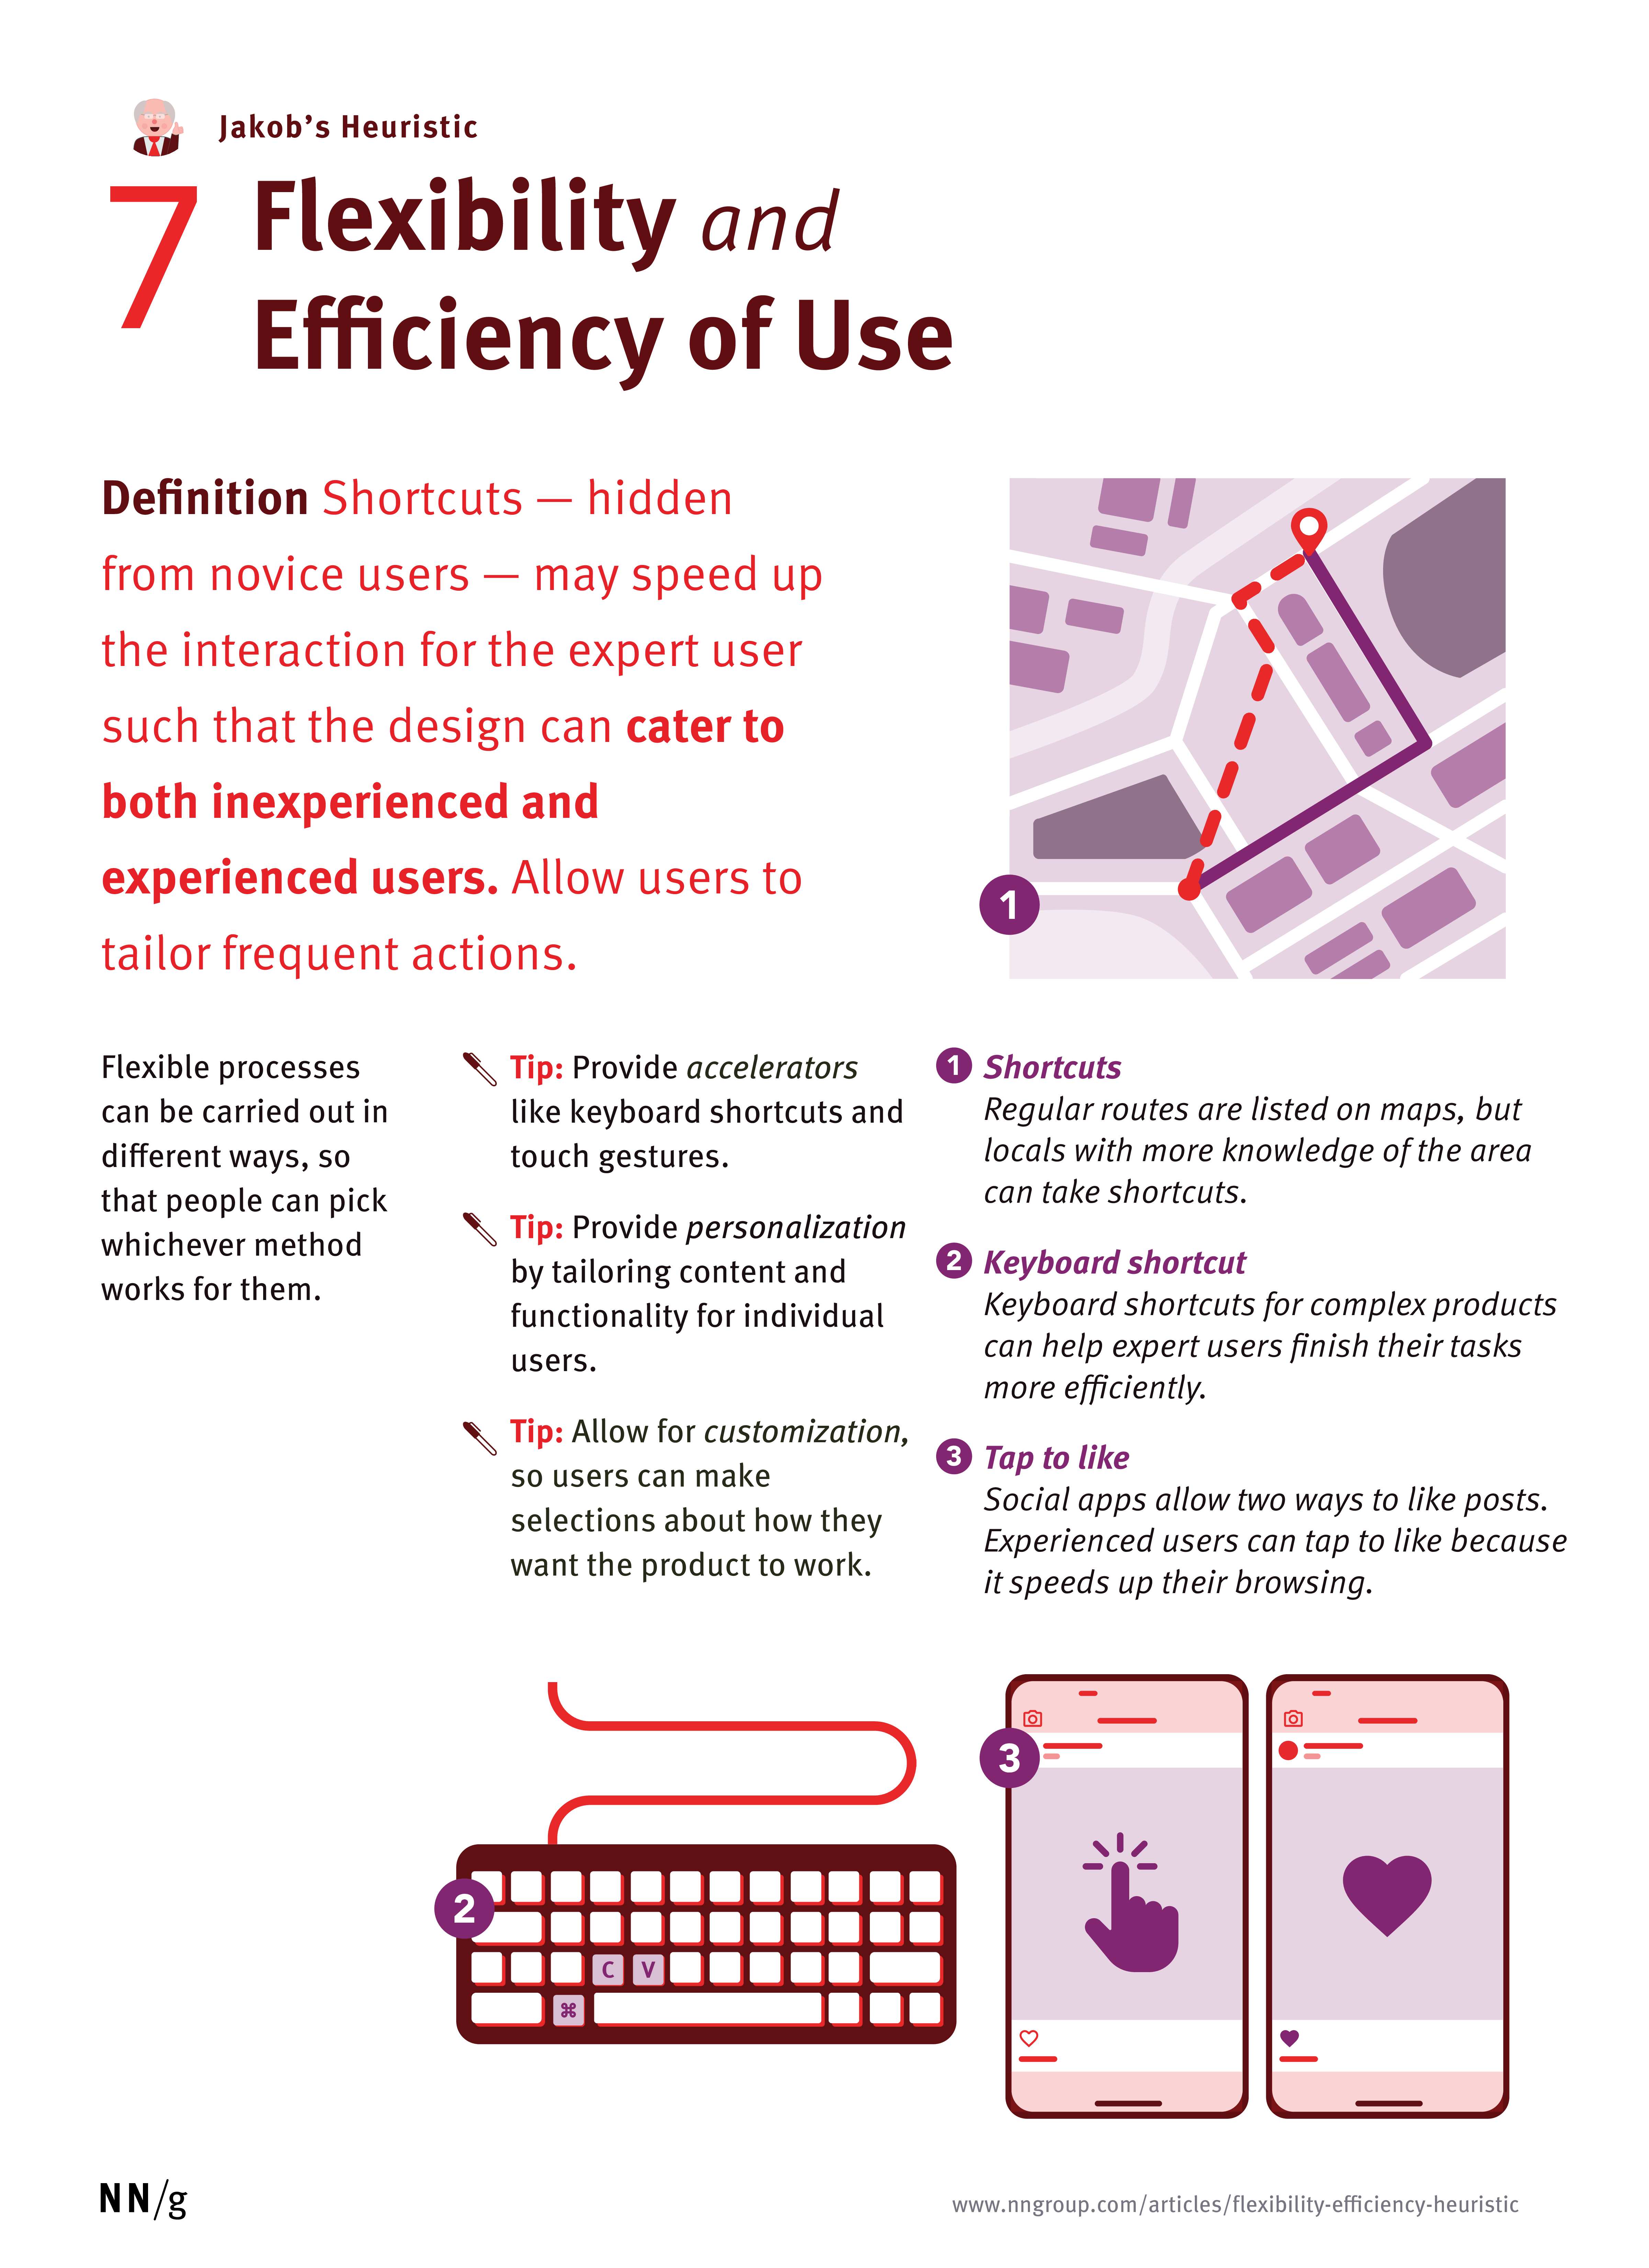 Jakob's Heuristic
7
Flexibility and
Efficiency of Use
Definition Shortcuts — hidden
from novice users — may speed up
the interaction for the expert user
such that the design can cater to
both inexperienced and
experienced users. Allow users to
tailor frequent actions.
1
Flexible processes
can be carried out in
different ways, so
that people can pick
whichever method
works for them.
Tip: Provide accelerators
like keyboard shortcuts and
touch gestures.
Tip: Provide personalization
by tailoring content and
functionality for individual
users.
Tip: Allow for customization,
so users can make
selections about how they
want the product to work.
1 Shortcuts
Regular routes are listed on maps, but
locals with more knowledge of the area
can take shortcuts.
2 Keyboard shortcut
Keyboard shortcuts for complex products
can help expert users finish their tasks
more efficiently.
3 Tap to like
Social apps allow two ways to like posts.
Experienced users can tap to like because
it speeds up their browsing.
2
C V
⌘
3
NN/g
www.nngroup.com/articles/flexibility-efficiency-heuristic